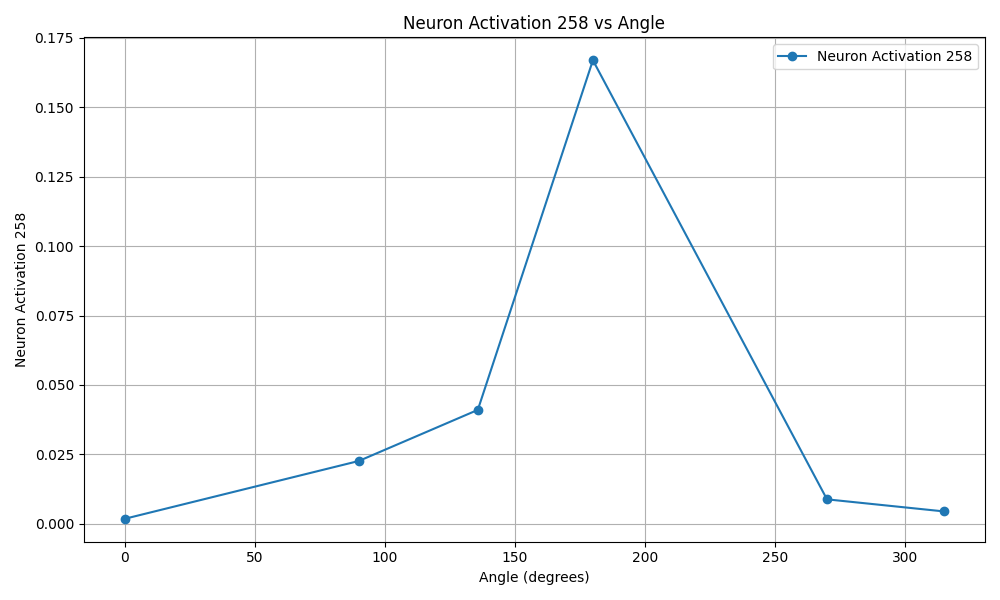 Neuron Activation 258 vs Angle
Neuron Activation 258
0.175
0.150
0.125
0.100
0.075
0.050
0.025
0.000
Neuron Activation 258
0 50 100 150 200 250 300
Angle (degrees)